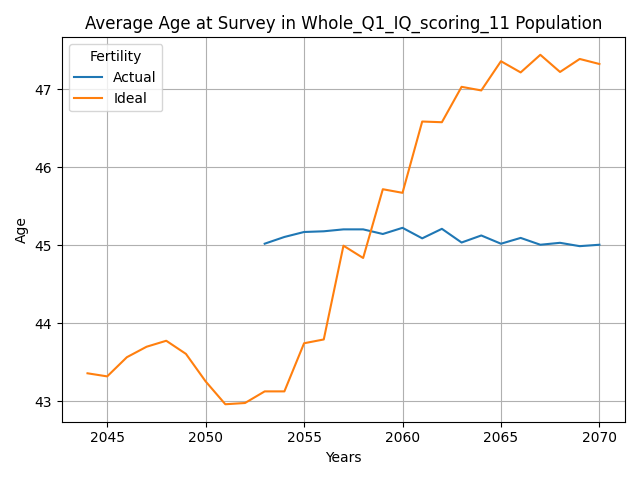 Average Age at Survey in Whole_Q1_IQ_scoring_11 Population
Fertility
Actual
Ideal
47
46
45
44
43
Age
2045
2050
2055
2060
2065
2070
Years